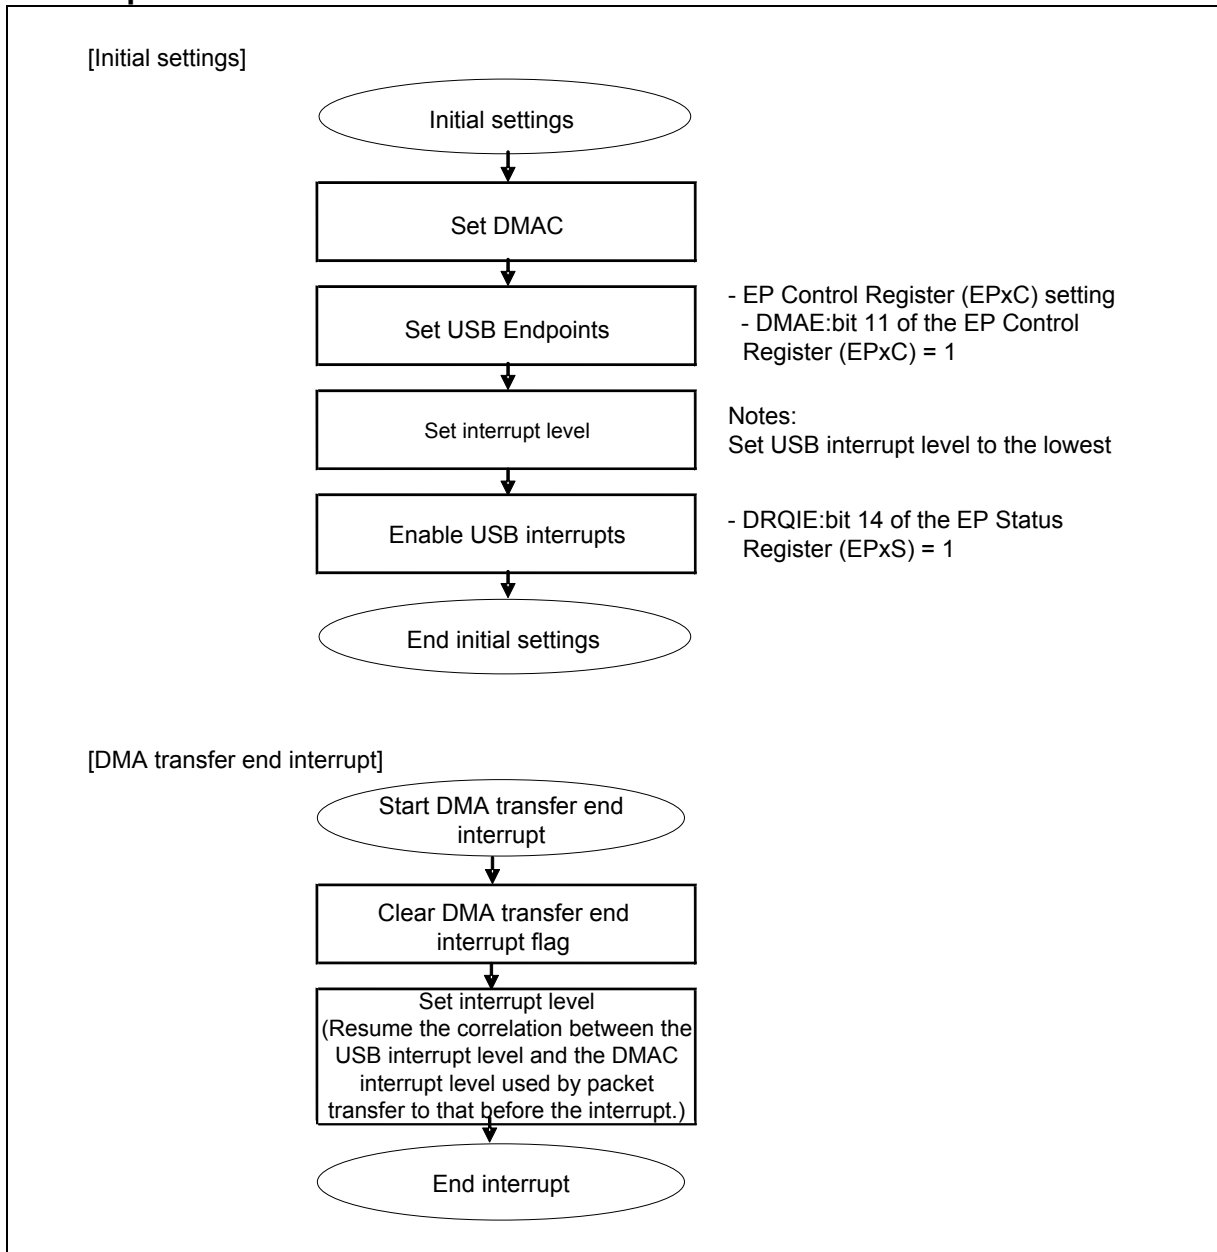 [Initial settings]
Initial settings
Set DMAC
Set USB Endpoints
- EP Control Register (EPxC) setting
- DMAE:bit 11 of the EP Control
Register (EPxC) = 1
Set interrupt level
Notes:
Set USB interrupt level to the lowest
Enable USB interrupts
- DRQIE:bit 14 of the EP Status
Register (EPxS) = 1
End initial settings
[DMA transfer end interrupt]
Start DMA transfer end
interrupt
Clear DMA transfer end
interrupt flag
Set interrupt level
(Resume the correlation between the
USB interrupt level and the DMAC
interrupt level used by packet
transfer to that before the interrupt.)
End interrupt